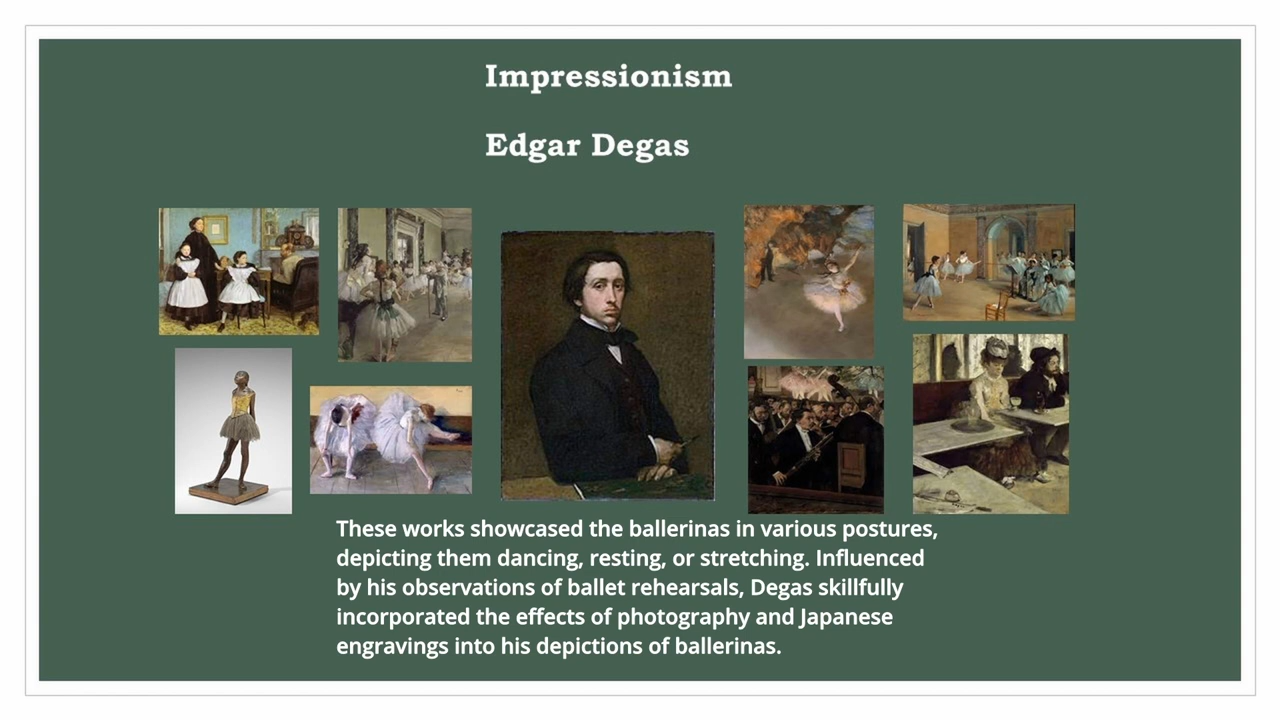 Impressionism
Edgar Degas
These works showcased the ballerinas in various postures,
depicting them dancing, resting, or stretching. Influenced
by his observations of ballet rehearsals, Degas skillfully
incorporated the effects of photography and Japanese
engravings into his depictions of ballerinas.